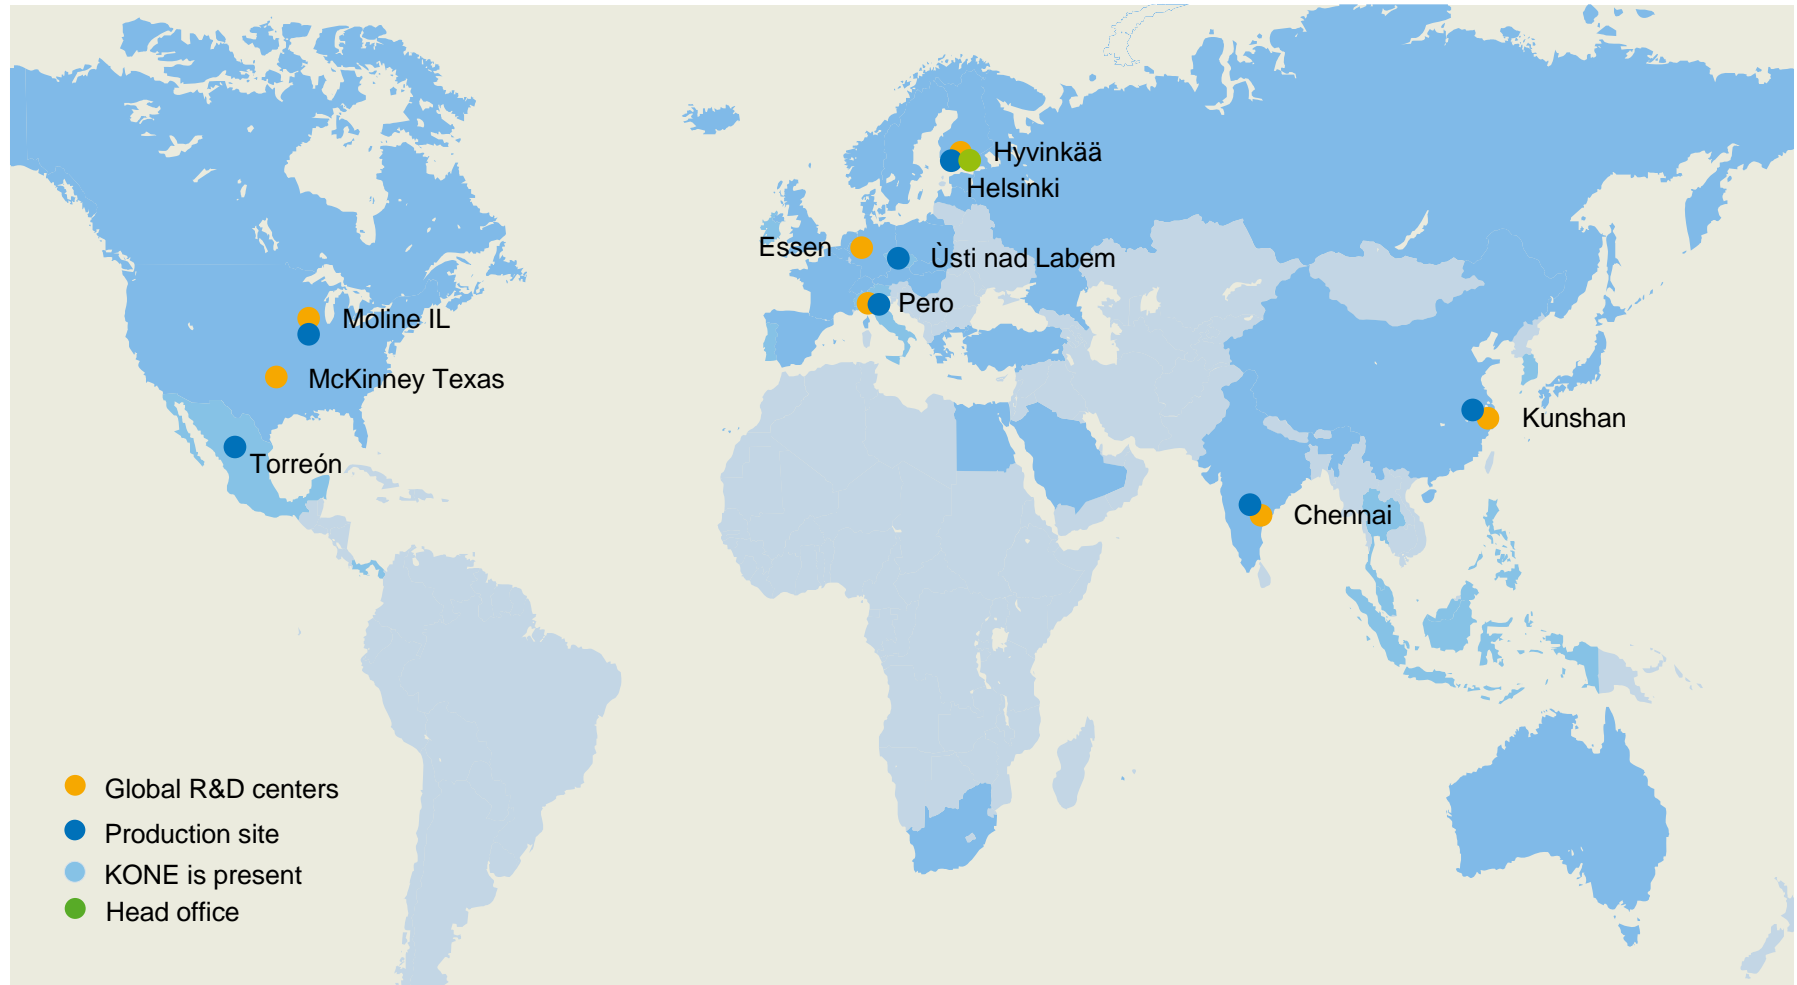 Hyvinkää
Helsinki
Essen
Ùsti nad Labem
Pero
Moline IL
McKinney Texas
Torreón
Kunshan
Chennai
Global R&D centers
Production site
KONE is present
Head office